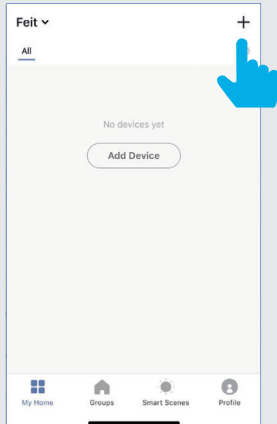 Feit
All
No devices yet
Add Device
My Home Groups Smart Scenes Profile